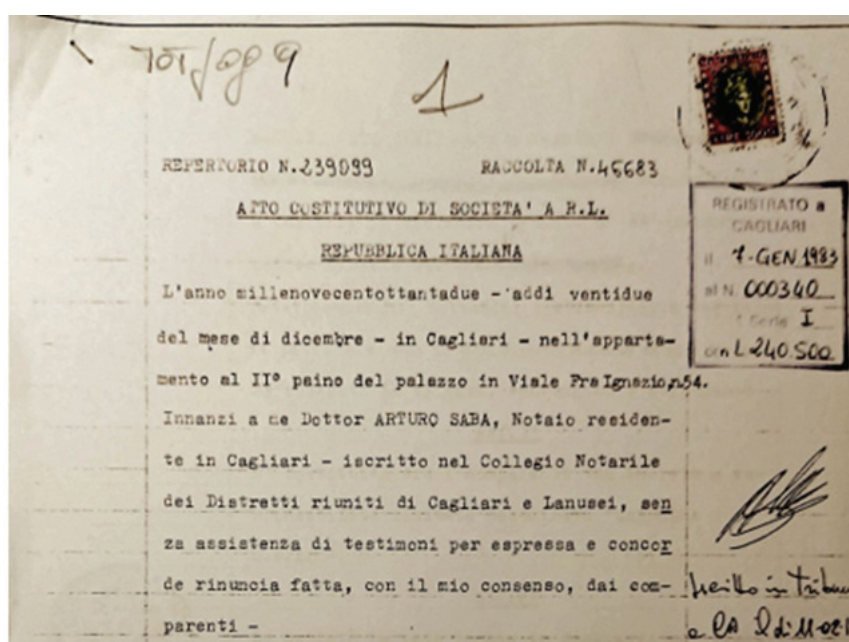 1
REPERTORIO N.239099 RACCOLTA N.45683
ATTO COSTITUTIVO DI SOCIETA' A R.L.
REPUBBLICA ITALIANA
L'anno millenovecentottantadue - addi ventidue
del mese di dicembre - in Cagliari - nell'apparta-
mento al II° paino del palazzo in Viale Fra Ignazio,n.54.
Innanzi a me Dottor ARTURO SABA, Notaio residen-
te in Cagliari - iscritto nel Collegio Notarile
dei Distretti riuniti di Cagliari e Lanusei, sen
za assistenza di testimoni per espressa e concor
de rinuncia fatta, con il mio consenso, dai com-
parenti -
REGISTRATO a
CAGLIARI
il 7-GEN 1983
al N. 000340
Serie I
con L 240.500